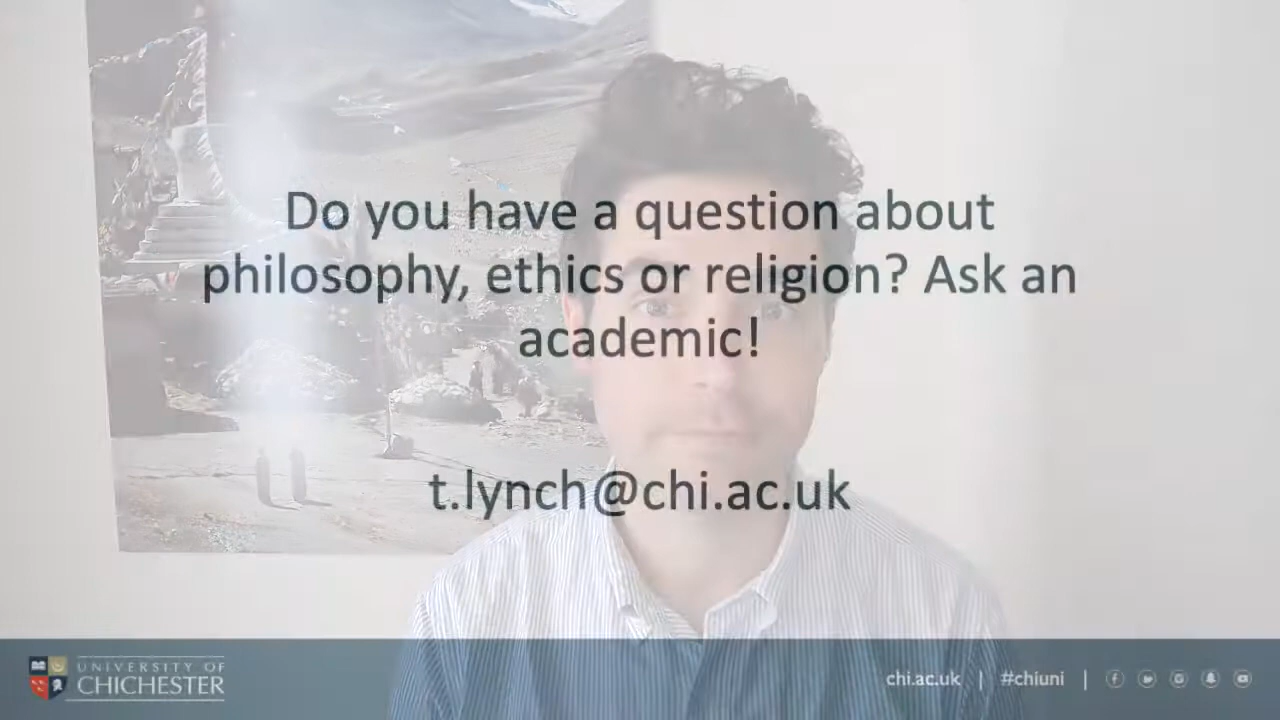 Do you have a question about
philosophy, ethics or religion? Ask an
academic!
t.lynch@chi.ac.uk
UNIVERSITY OF
CHICHESTER
chi.ac.uk | #chiuni |